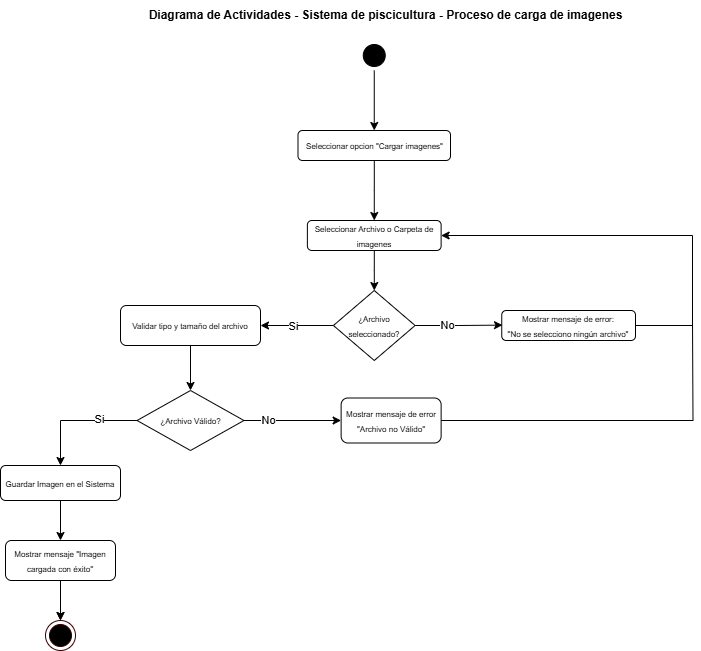 Diagrama de Actividades - Sistema de piscicultura - Proceso de carga de imagenes
Seleccionar opcion "Cargar imagenes"
Seleccionar Archivo o Carpeta de
imagenes
¿Archivo
seleccionado?
Si
No
Validar tipo y tamaño del archivo
Mostrar mensaje de error:
"No se selecciono ningún archivo"
¿Archivo Válido?
Si
No
Mostrar mensaje de error
"Archivo no Válido"
Guardar Imagen en el Sistema
Mostrar mensaje "Imagen
cargada con éxito"